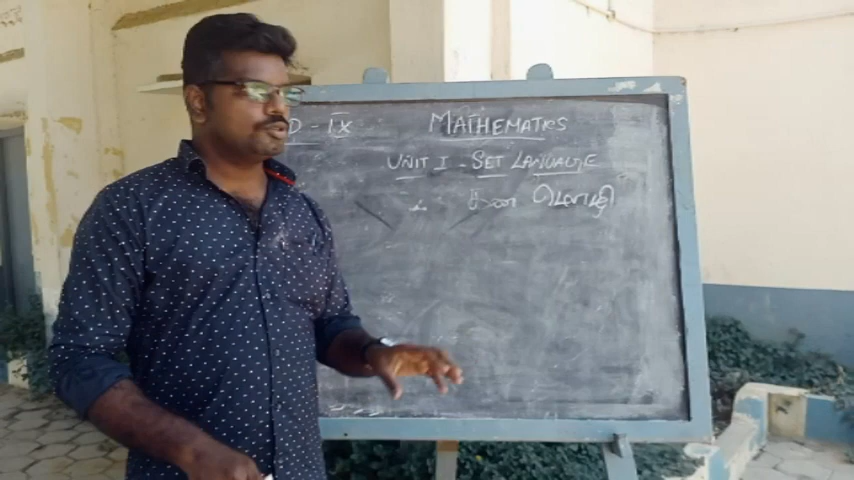 D - IX
MATHEMATICS
UNIT I - SET LANGUAGE
கண மொழி